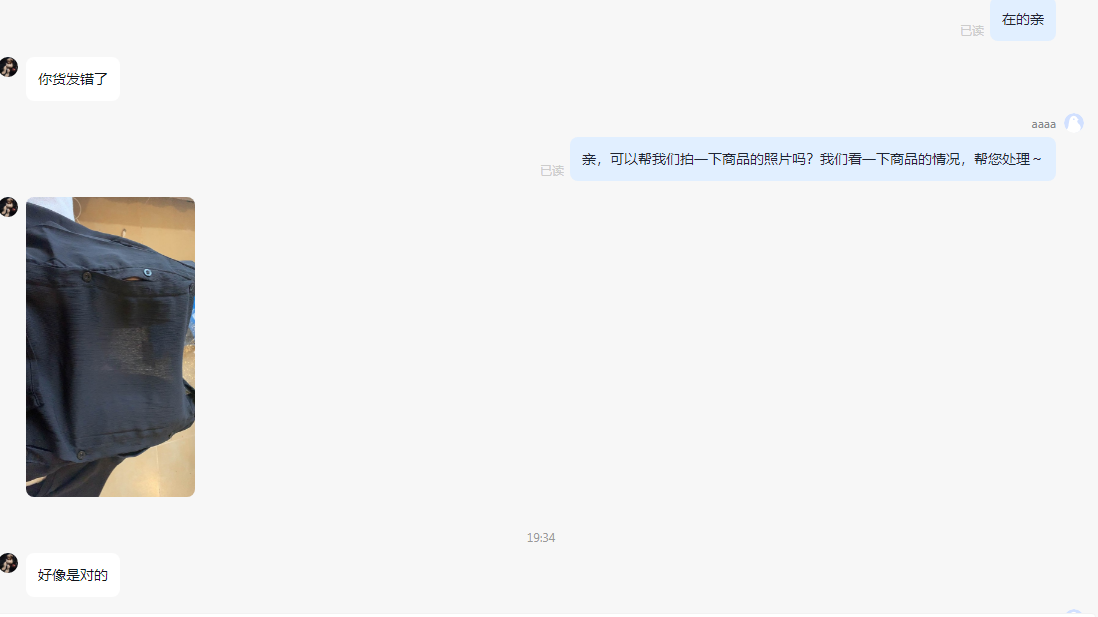 在的亲
已读
你货发错了
aaaa
亲，可以帮我们拍一下商品的照片吗？我们看一下商品的情况，帮您处理～
已读
19:34
好像是对的